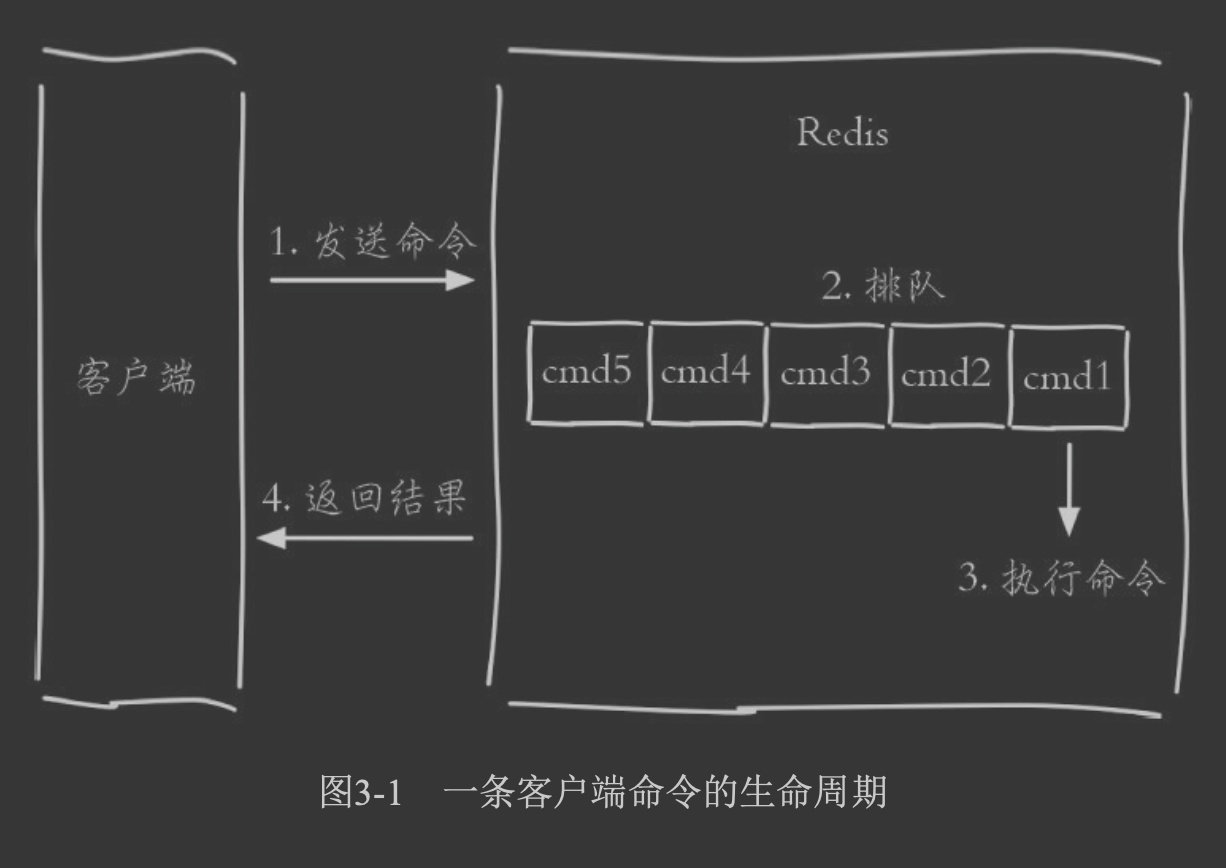 Redis
1. 发送命令
2. 排队
cmd5 cmd4 cmd3 cmd2 cmd1
客户端
4. 返回结果
3. 执行命令
图3-1 一条客户端命令的生命周期